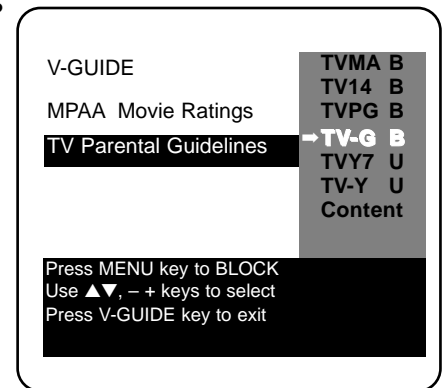 V-GUIDE
MPAA Movie Ratings
TV Parental Guidelines
TVMA B
TV14 B
TVPG B
➡TV-G B
TVY7 U
TV-Y U
Content
Press MENU key to BLOCK
Use ▲▼, – + keys to select
Press V-GUIDE key to exit